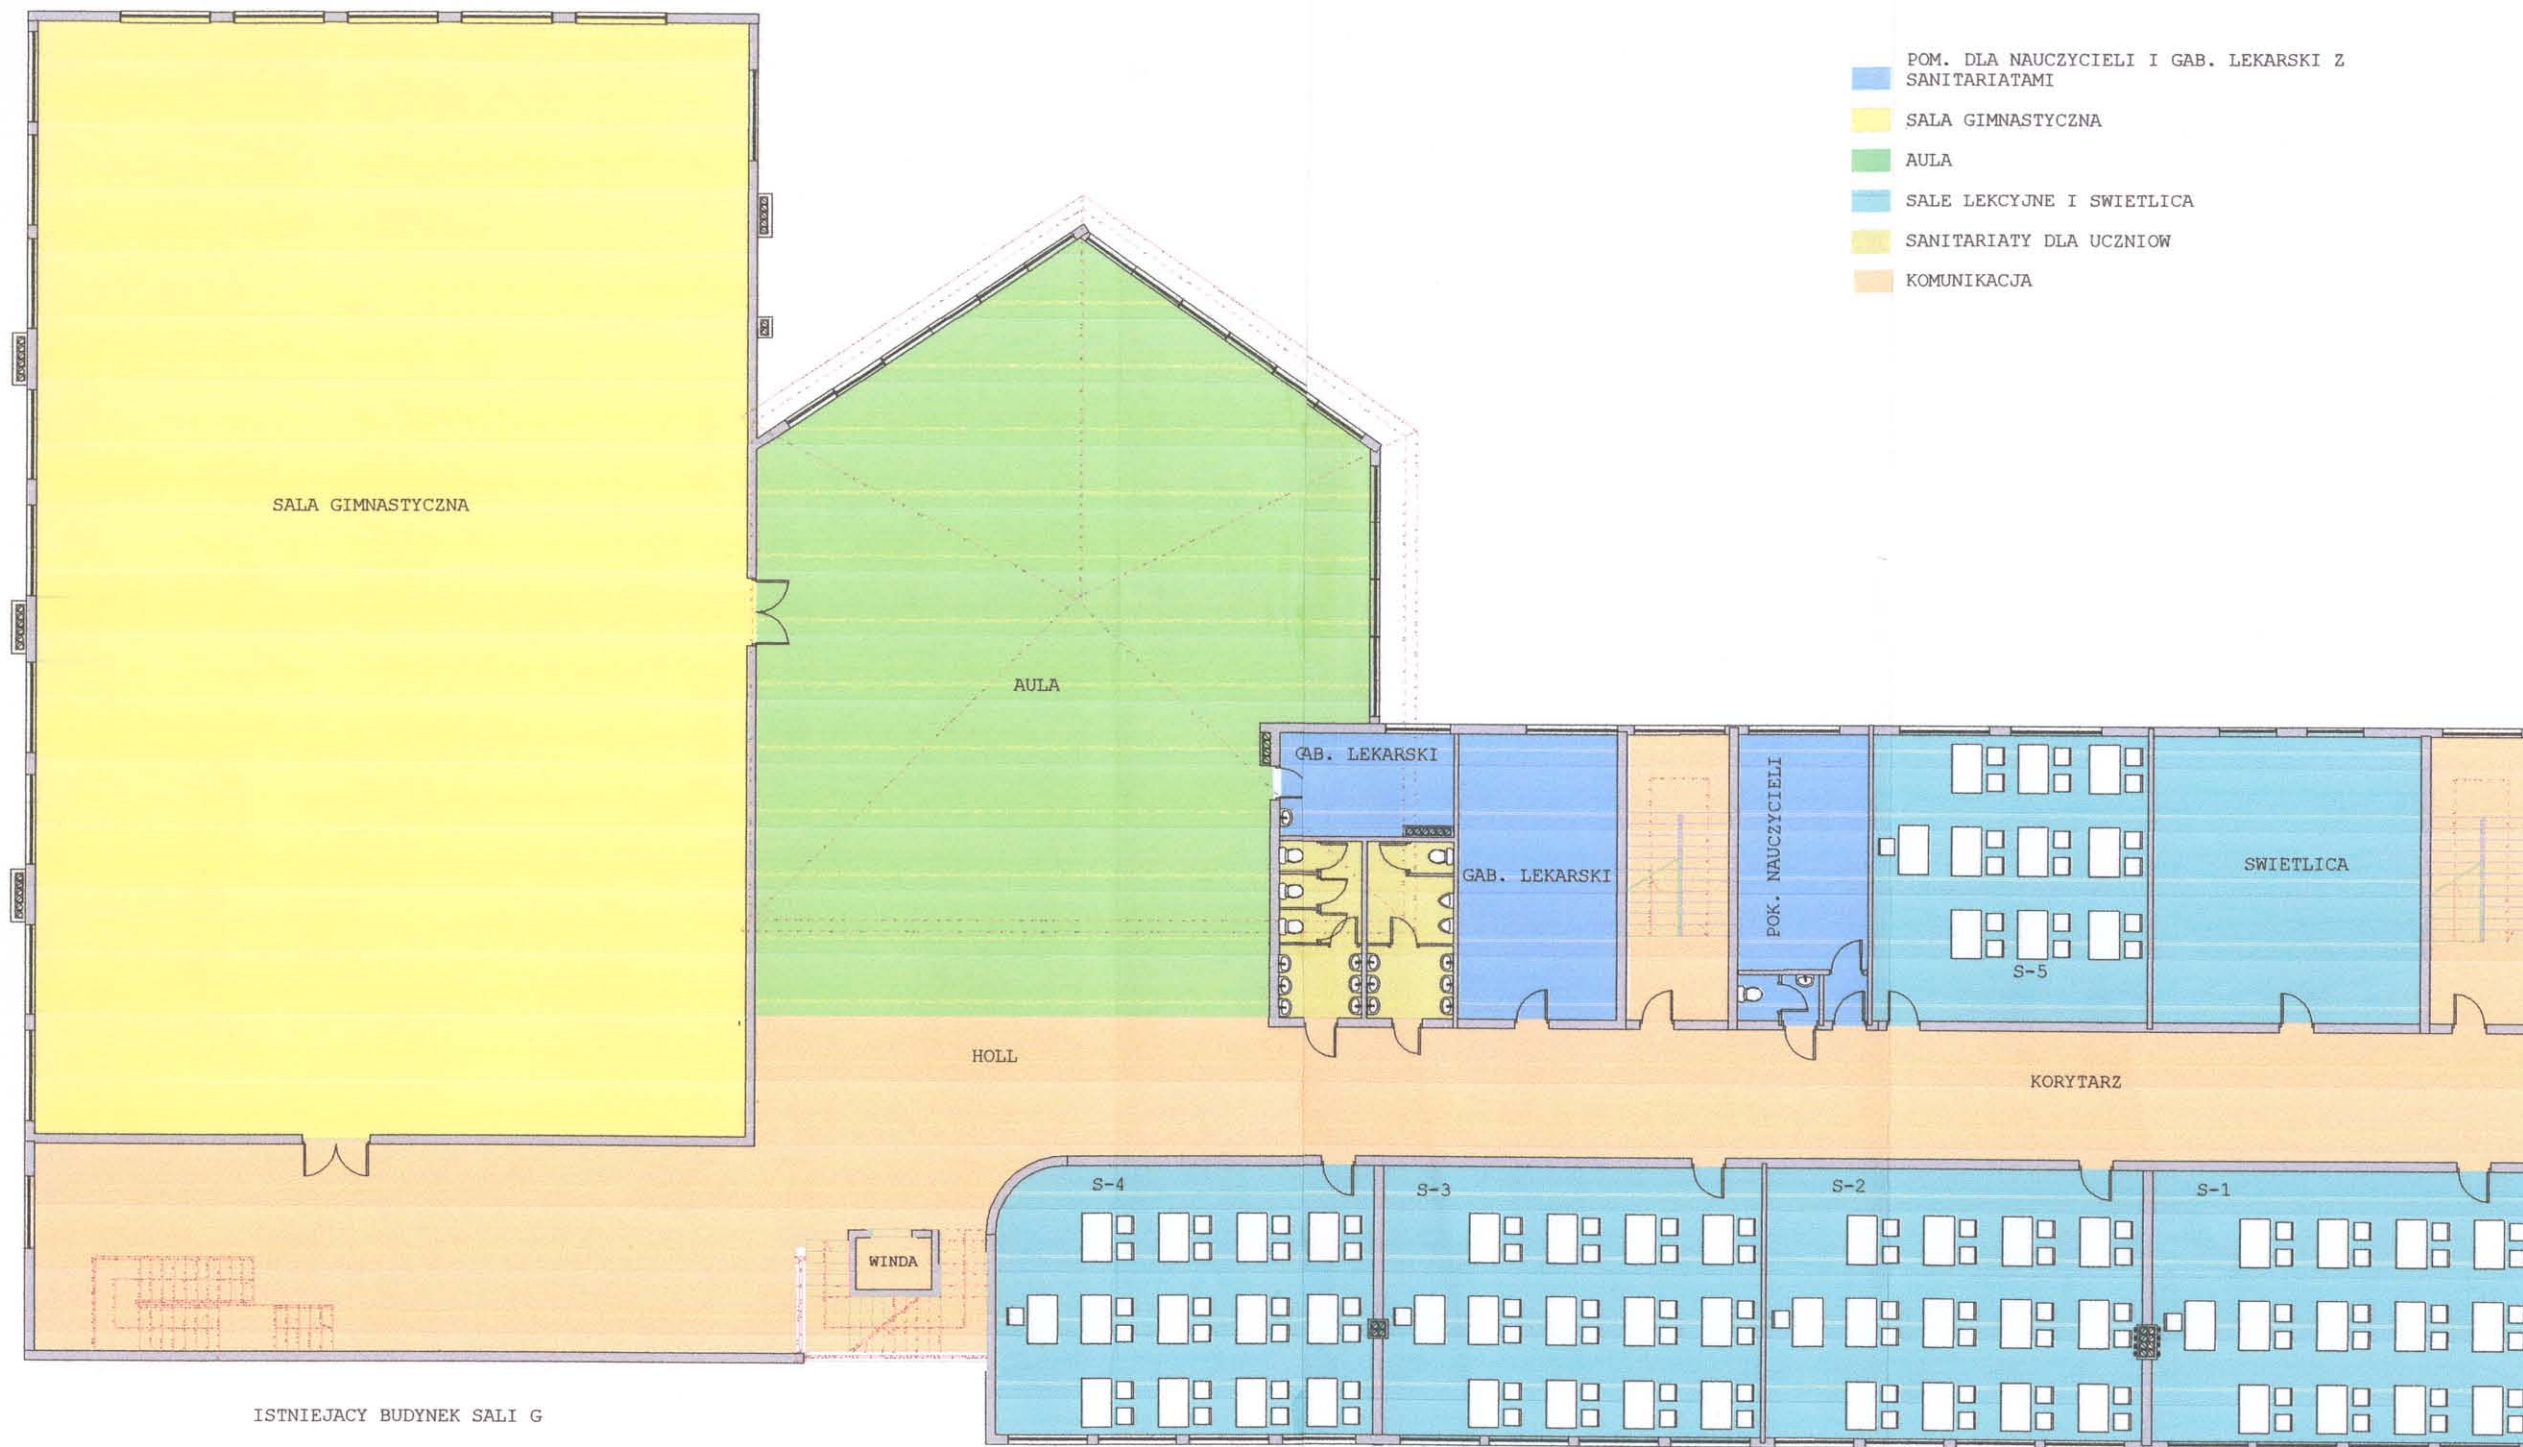 POM. DLA NAUCZYCIELI I GAB. LEKARSKI Z
SANITARIATAMI
SALA GIMNASTYCZNA
AULA
SALE LEKCYJNE I SWIETLICA
SANITARIATY DLA UCZNIOW
KOMUNIKACJA
SALA GIMNASTYCZNA
AULA
GAB. LEKARSKI
GAB. LEKARSKI
POK. NAUCZYCIELI
S-5
SWIETLICA
HOLL
KORYTARZ
S-4
S-3
S-2
S-1
WINDA
ISTNIEJACY BUDYNEK SALI G